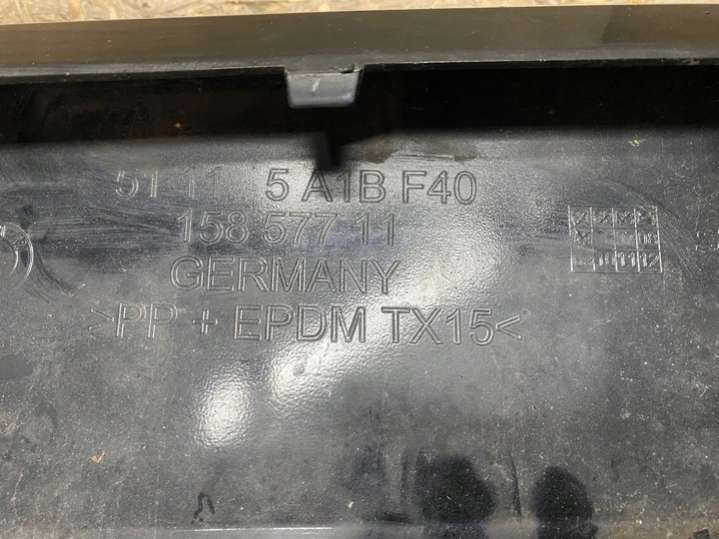 51 11 5 A1B F40
158 577 11
GERMANY
>PP + EPDM TX15<